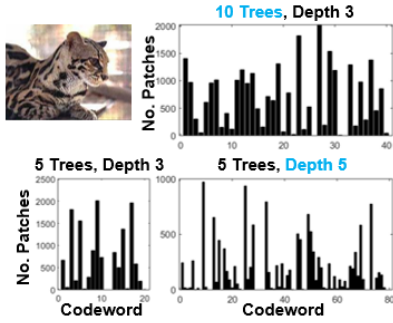 10 Trees, Depth 3
No. Patches
2000
1500
1000
500
0
0 10 20 30 40
5 Trees, Depth 3
5 Trees, Depth 5
No. Patches
2500
2000
1500
1000
500
0
0 10 20
Codeword
1000
500
0
0 20 40 60 80
Codeword